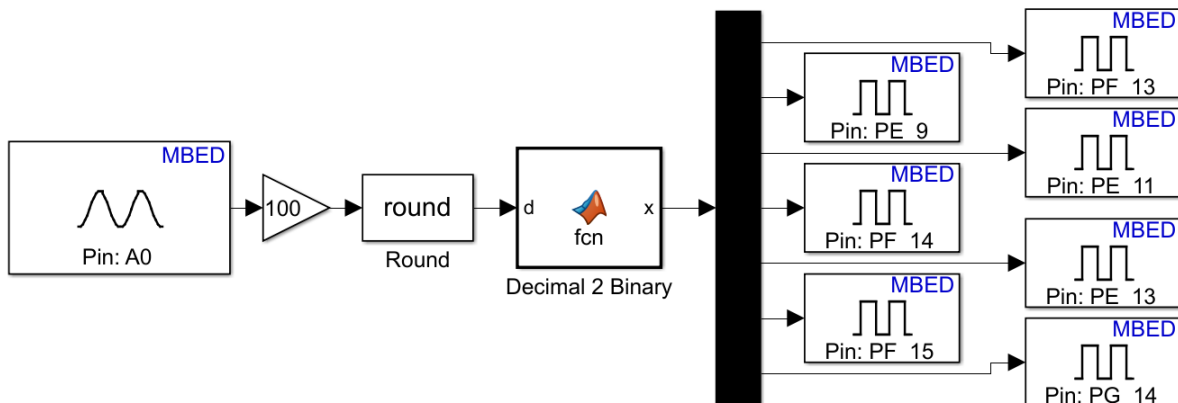 MBED
Pin: A0
100
round
Round
d
fcn
x
Decimal 2 Binary
MBED
Pin: PF_13
MBED
Pin: PE_9
MBED
Pin: PE_11
MBED
Pin: PF_14
MBED
Pin: PE_13
MBED
Pin: PF_15
MBED
Pin: PG_14